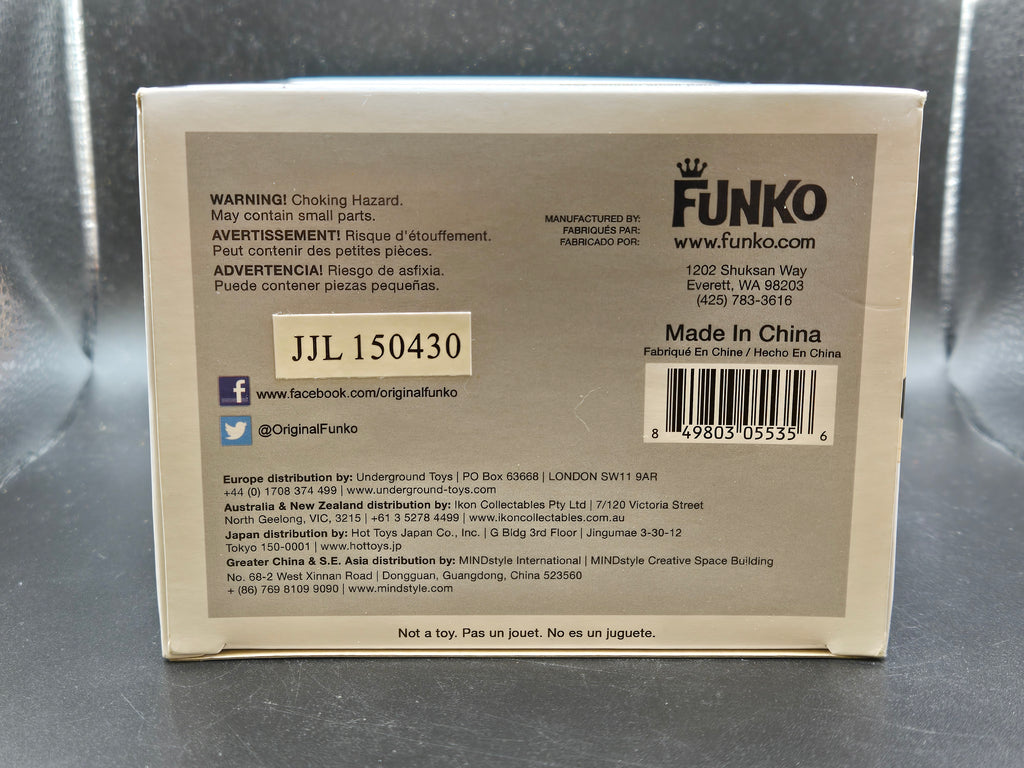 WARNING! Choking Hazard.
May contain small parts.
AVERTISSEMENT! Risque d'étouffement.
Peut contenir des petites pièces.
ADVERTENCIA! Riesgo de asfixia.
Puede contener piezas pequeñas.
MANUFACTURED BY:
FABRIQUÉS PAR:
FABRICADO POR:
FUNKO
www.funko.com
1202 Shuksan Way
Everett, WA 98203
(425) 783-3616
Made In China
Fabriqué En Chine / Hecho En China
JJL 150430
f www.facebook.com/originalfunko
@OriginalFunko
8 49803 05535 6
Europe distribution by: Underground Toys | PO Box 63668 | LONDON SW11 9AR
+44 (0) 1708 374 499 | www.underground-toys.com
Australia & New Zealand distribution by: Ikon Collectables Pty Ltd | 7/120 Victoria Street
North Geelong, VIC, 3215 | +61 3 5278 4499 | www.ikoncollectables.com.au
Japan distribution by: Hot Toys Japan Co., Inc. | G Bldg 3rd Floor | Jingumae 3-30-12
Tokyo 150-0001 | www.hottoys.jp
Greater China & S.E. Asia distribution by: MINDstyle International | MINDstyle Creative Space Building
No. 68-2 West Xinnan Road | Dongguan, Guangdong, China 523560
+ (86) 769 8109 9090 | www.mindstyle.com
Not a toy. Pas un jouet. No es un juguete.